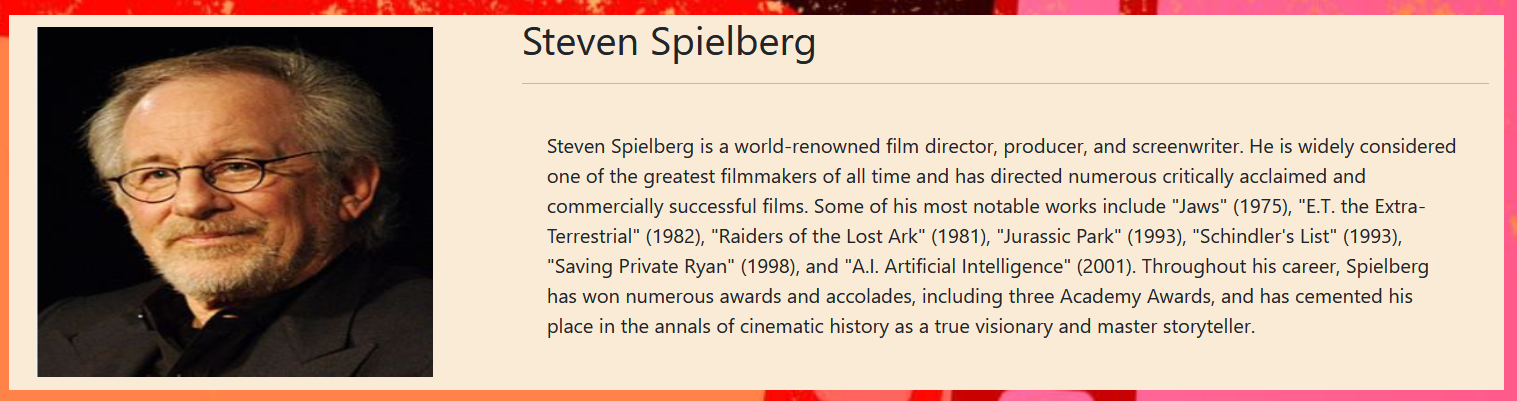 Steven Spielberg
Steven Spielberg is a world-renowned film director, producer, and screenwriter. He is widely considered
one of the greatest filmmakers of all time and has directed numerous critically acclaimed and
commercially successful films. Some of his most notable works include "Jaws" (1975), "E.T. the Extra-
Terrestrial" (1982), "Raiders of the Lost Ark" (1981), "Jurassic Park" (1993), "Schindler's List" (1993),
"Saving Private Ryan" (1998), and "A.I. Artificial Intelligence" (2001). Throughout his career, Spielberg
has won numerous awards and accolades, including three Academy Awards, and has cemented his
place in the annals of cinematic history as a true visionary and master storyteller.